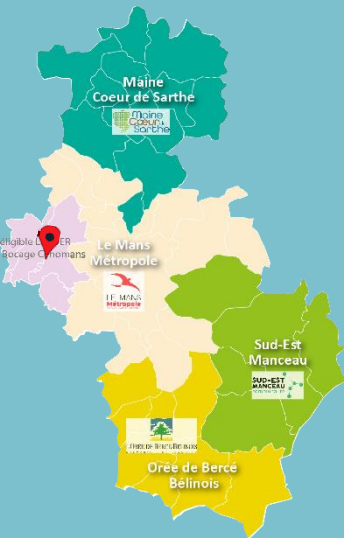 Maine
Coeur de Sarthe
Maine
Cœur de
Sarthe
Bocage
Le Mans
Métropole
LE MANS
Métropole
Sud-Est
Manceau
SUD-EST
MANCEAU
Orée de Bercé
Bélinois